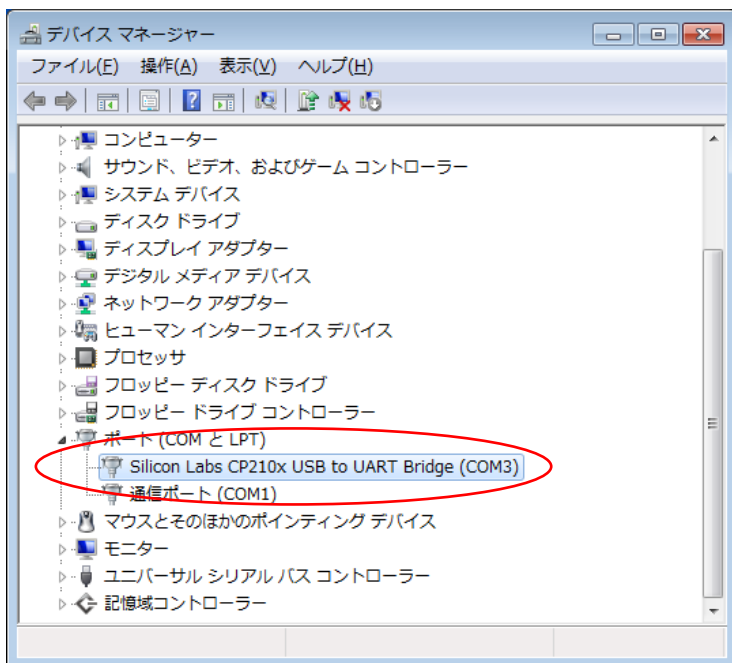 デバイス マネージャー
ファイル(F) 操作(A) 表示(V) ヘルプ(H)
コンピューター
サウンド、ビデオ、およびゲーム コントローラー
システム デバイス
ディスク ドライブ
ディスプレイ アダプター
デジタル メディア デバイス
ネットワーク アダプター
ヒューマン インターフェイス デバイス
プロセッサ
フロッピー ディスク ドライブ
フロッピー ドライブ コントローラー
ポート (COM と LPT)
Silicon Labs CP210x USB to UART Bridge (COM3)
通信ポート (COM1)
マウスとそのほかのポインティング デバイス
モニター
ユニバーサル シリアル バス コントローラー
記憶域コントローラー